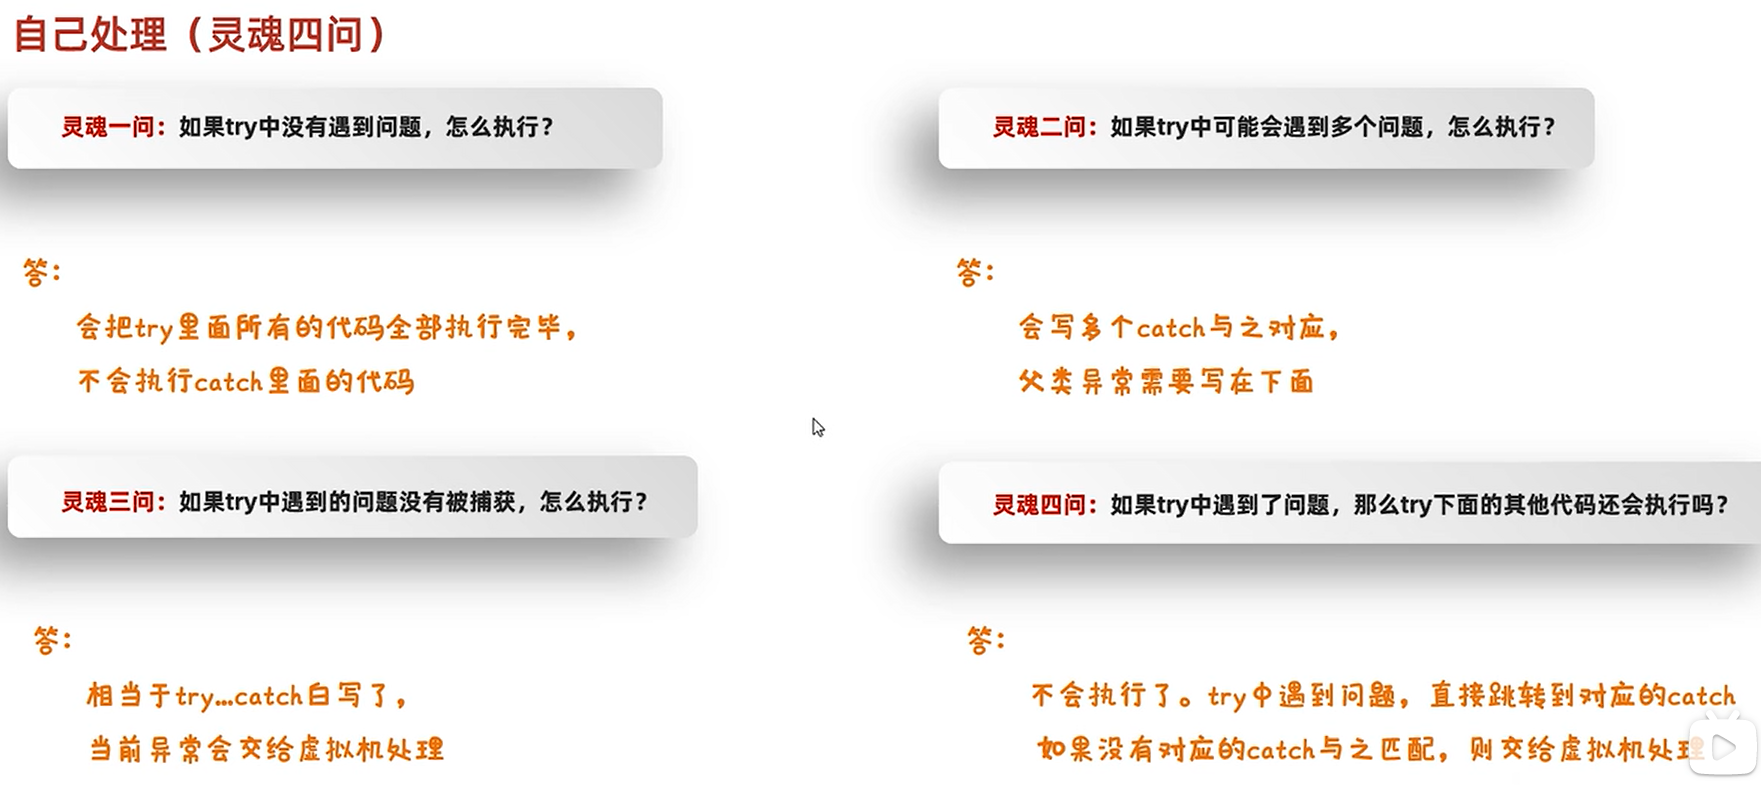 自己处理（灵魂四问）
灵魂一问：如果try中没有遇到问题，怎么执行？
答：
会把try里面所有的代码全部执行完毕，
不会执行catch里面的代码
灵魂二问：如果try中可能会遇到多个问题，怎么执行？
答：
会写多个catch与之对应，
父类异常需要写在下面
灵魂三问：如果try中遇到的问题没有被捕获，怎么执行？
答：
相当于try...catch白写了，
当前异常会交给虚拟机处理
灵魂四问：如果try中遇到了问题，那么try下面的其他代码还会执行吗？
答：
不会执行了。try中遇到问题，直接跳转到对应的catch
如果没有对应的catch与之匹配，则交给虚拟机处理